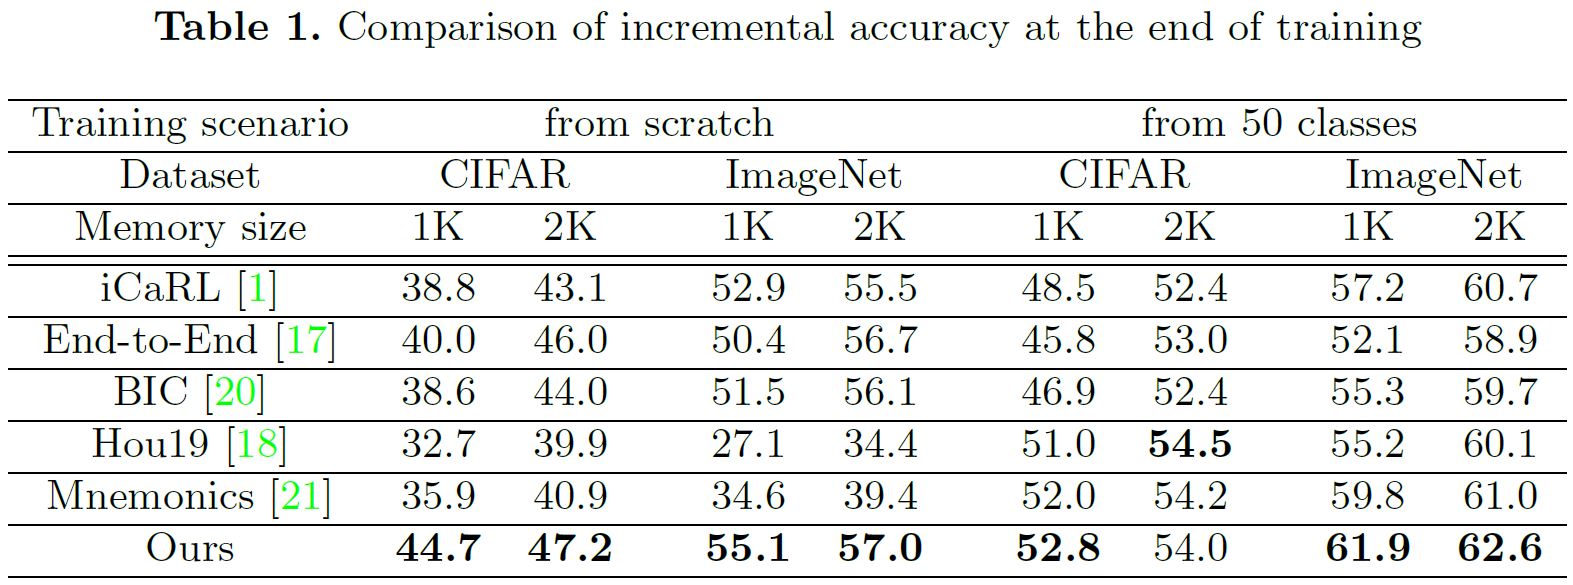 Table 1. Comparison of incremental accuracy at the end of training
Training scenario from scratch from 50 classes
Dataset CIFAR ImageNet CIFAR ImageNet
Memory size 1K 2K 1K 2K 1K 2K 1K 2K
iCaRL [1] 38.8 43.1 52.9 55.5 48.5 52.4 57.2 60.7
End-to-End [17] 40.0 46.0 50.4 56.7 45.8 53.0 52.1 58.9
BIC [20] 38.6 44.0 51.5 56.1 46.9 52.4 55.3 59.7
Hou19 [18] 32.7 39.9 27.1 34.4 51.0 54.5 55.2 60.1
Mnemonics [21] 35.9 40.9 34.6 39.4 52.0 54.2 59.8 61.0
Ours 44.7 47.2 55.1 57.0 52.8 54.0 61.9 62.6